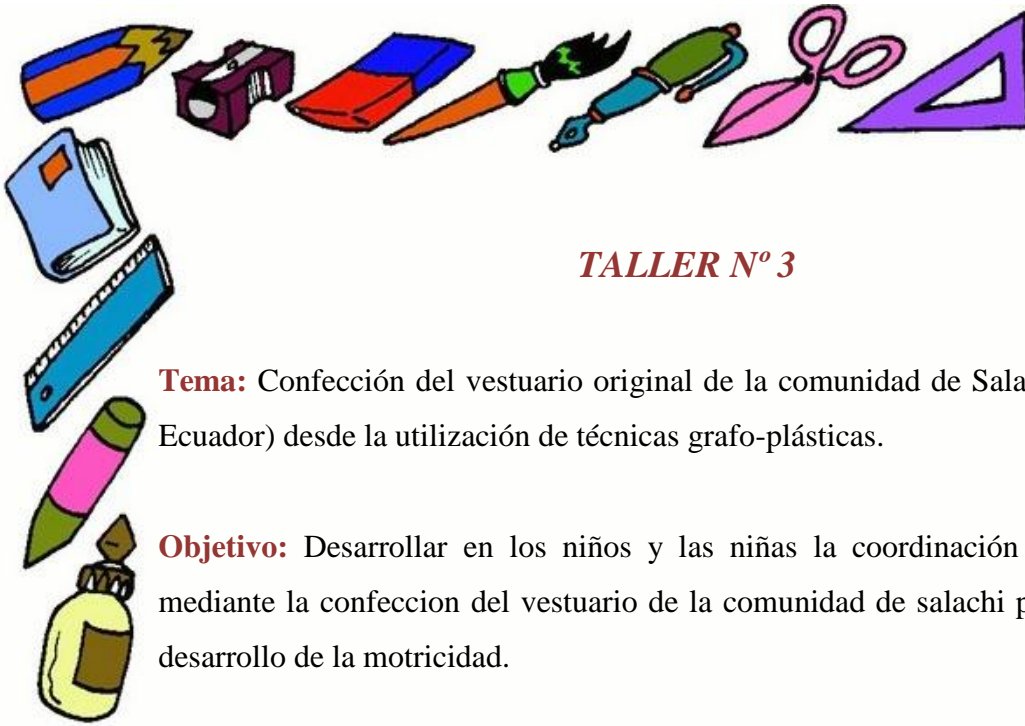 TALLER Nº 3
Tema: Confección del vestuario original de la comunidad de
Ecuador) desde la utilización de técnicas grafo-plásticas.
Objetivo: Desarrollar en los niños y las niñas la coordinación
mediante la confeccion del vestuario de la comunidad de salachi
desarrollo de la motricidad.